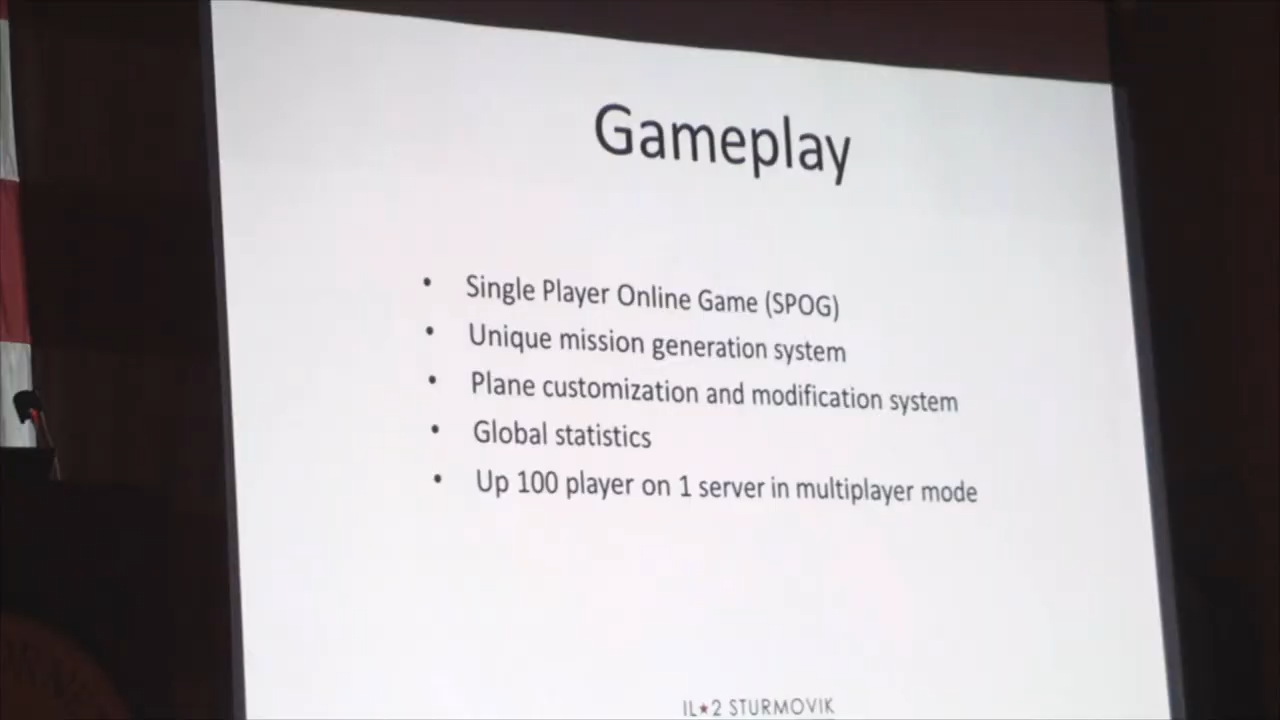 Gameplay
• Single Player Online Game (SPOG)
• Unique mission generation system
• Plane customization and modification system
• Global statistics
• Up 100 player on 1 server in multiplayer mode
IL★2 STURMOVIK